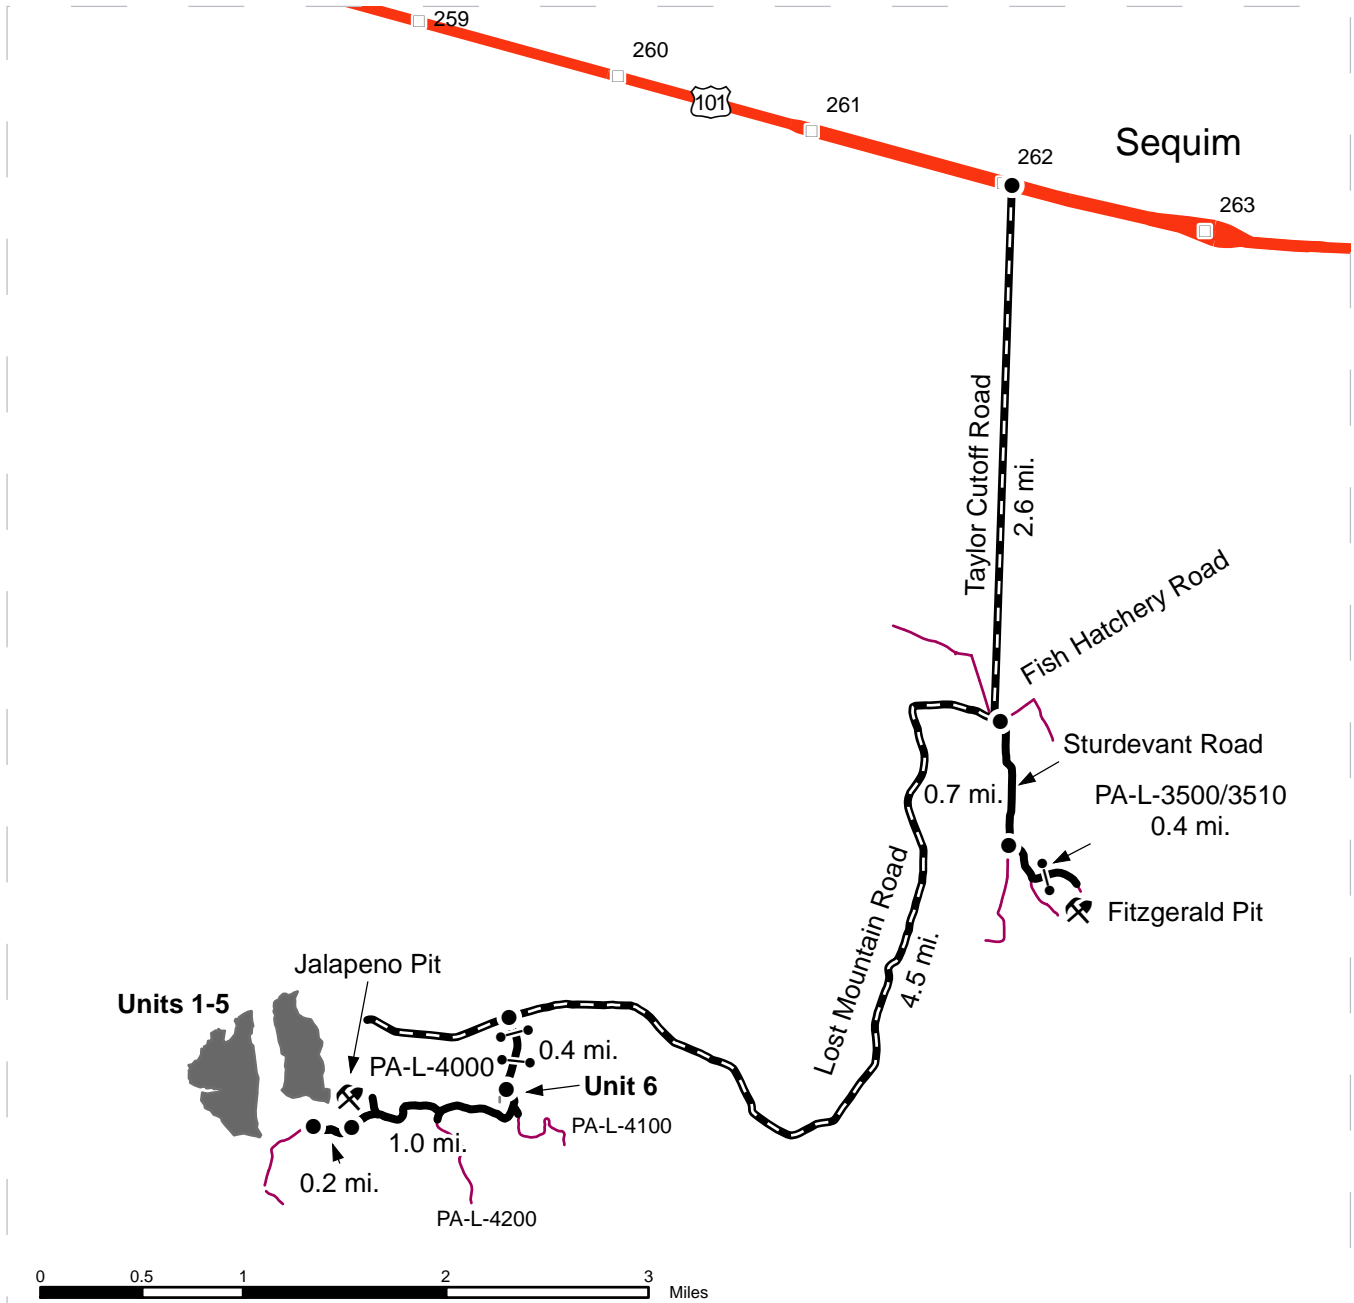 259
260
101
261
262
Sequim
263
Taylor Cutoff Road
2.6 mi.
Fish Hatchery Road
Sturdevant Road
0.7 mi.
PA-L-3500/3510
0.4 mi.
Fitzgerald Pit
Lost Mountain Road
4.5 mi.
Jalapeno Pit
Units 1-5
0.4 mi.
PA-L-4000
Unit 6
PA-L-4100
1.0 mi.
0.2 mi.
PA-L-4200
0 0.5 1 2 3
Miles